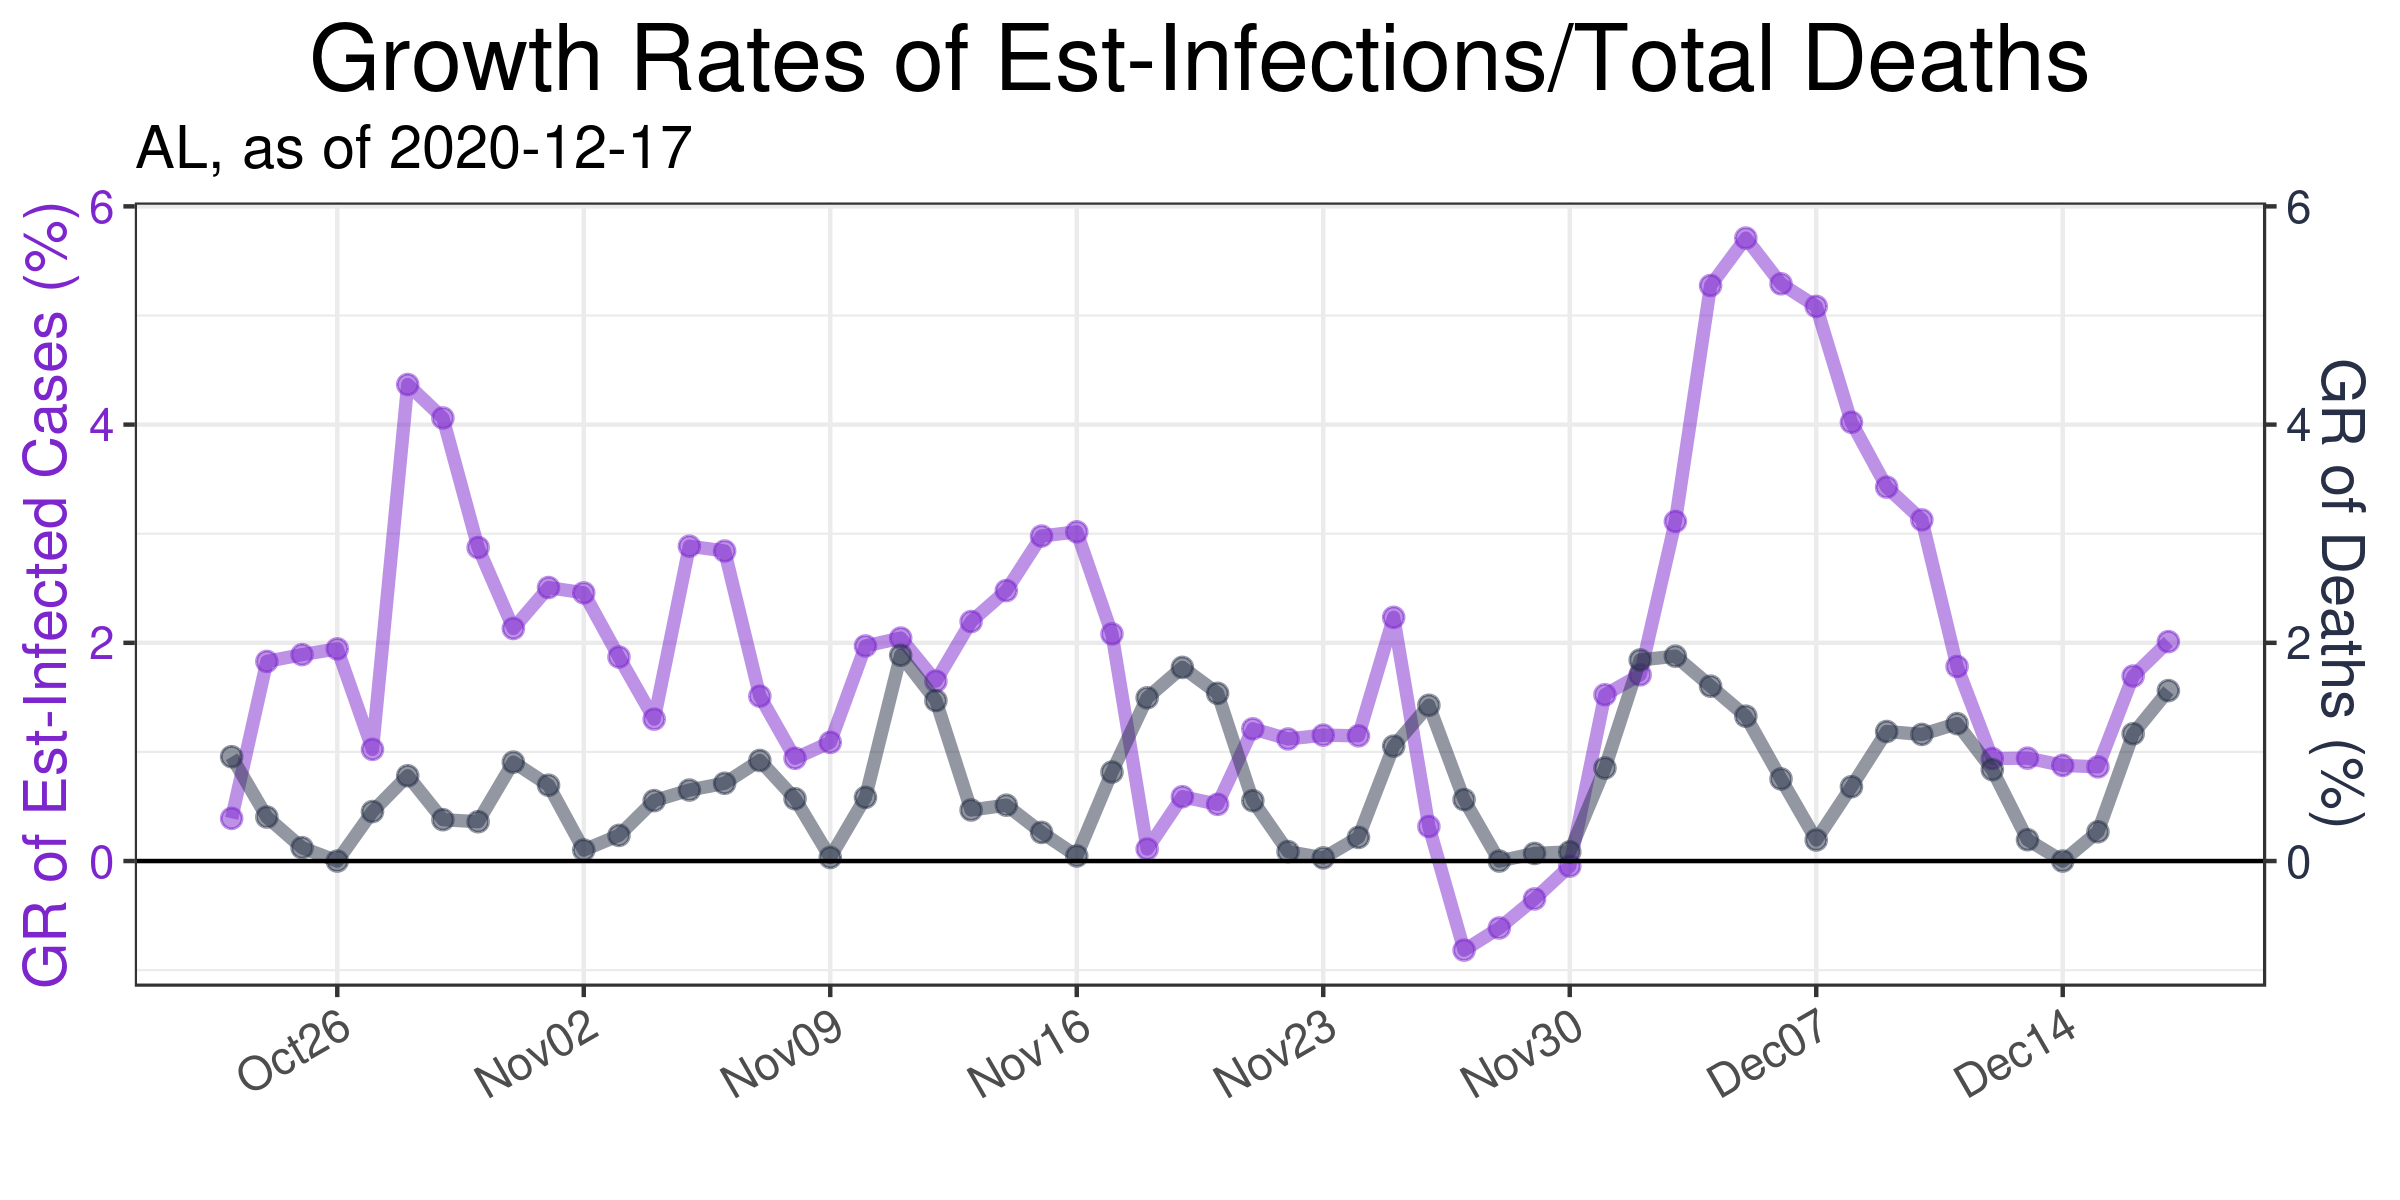 Growth Rates of Est-Infections/Total Deaths
AL, as of 2020-12-17
GR of Est-Infected Cases (%)
6
4
2
0
6
4
2
0
GR of Deaths (%)
Oct26
Nov02
Nov09
Nov16
Nov23
Nov30
Dec07
Dec14